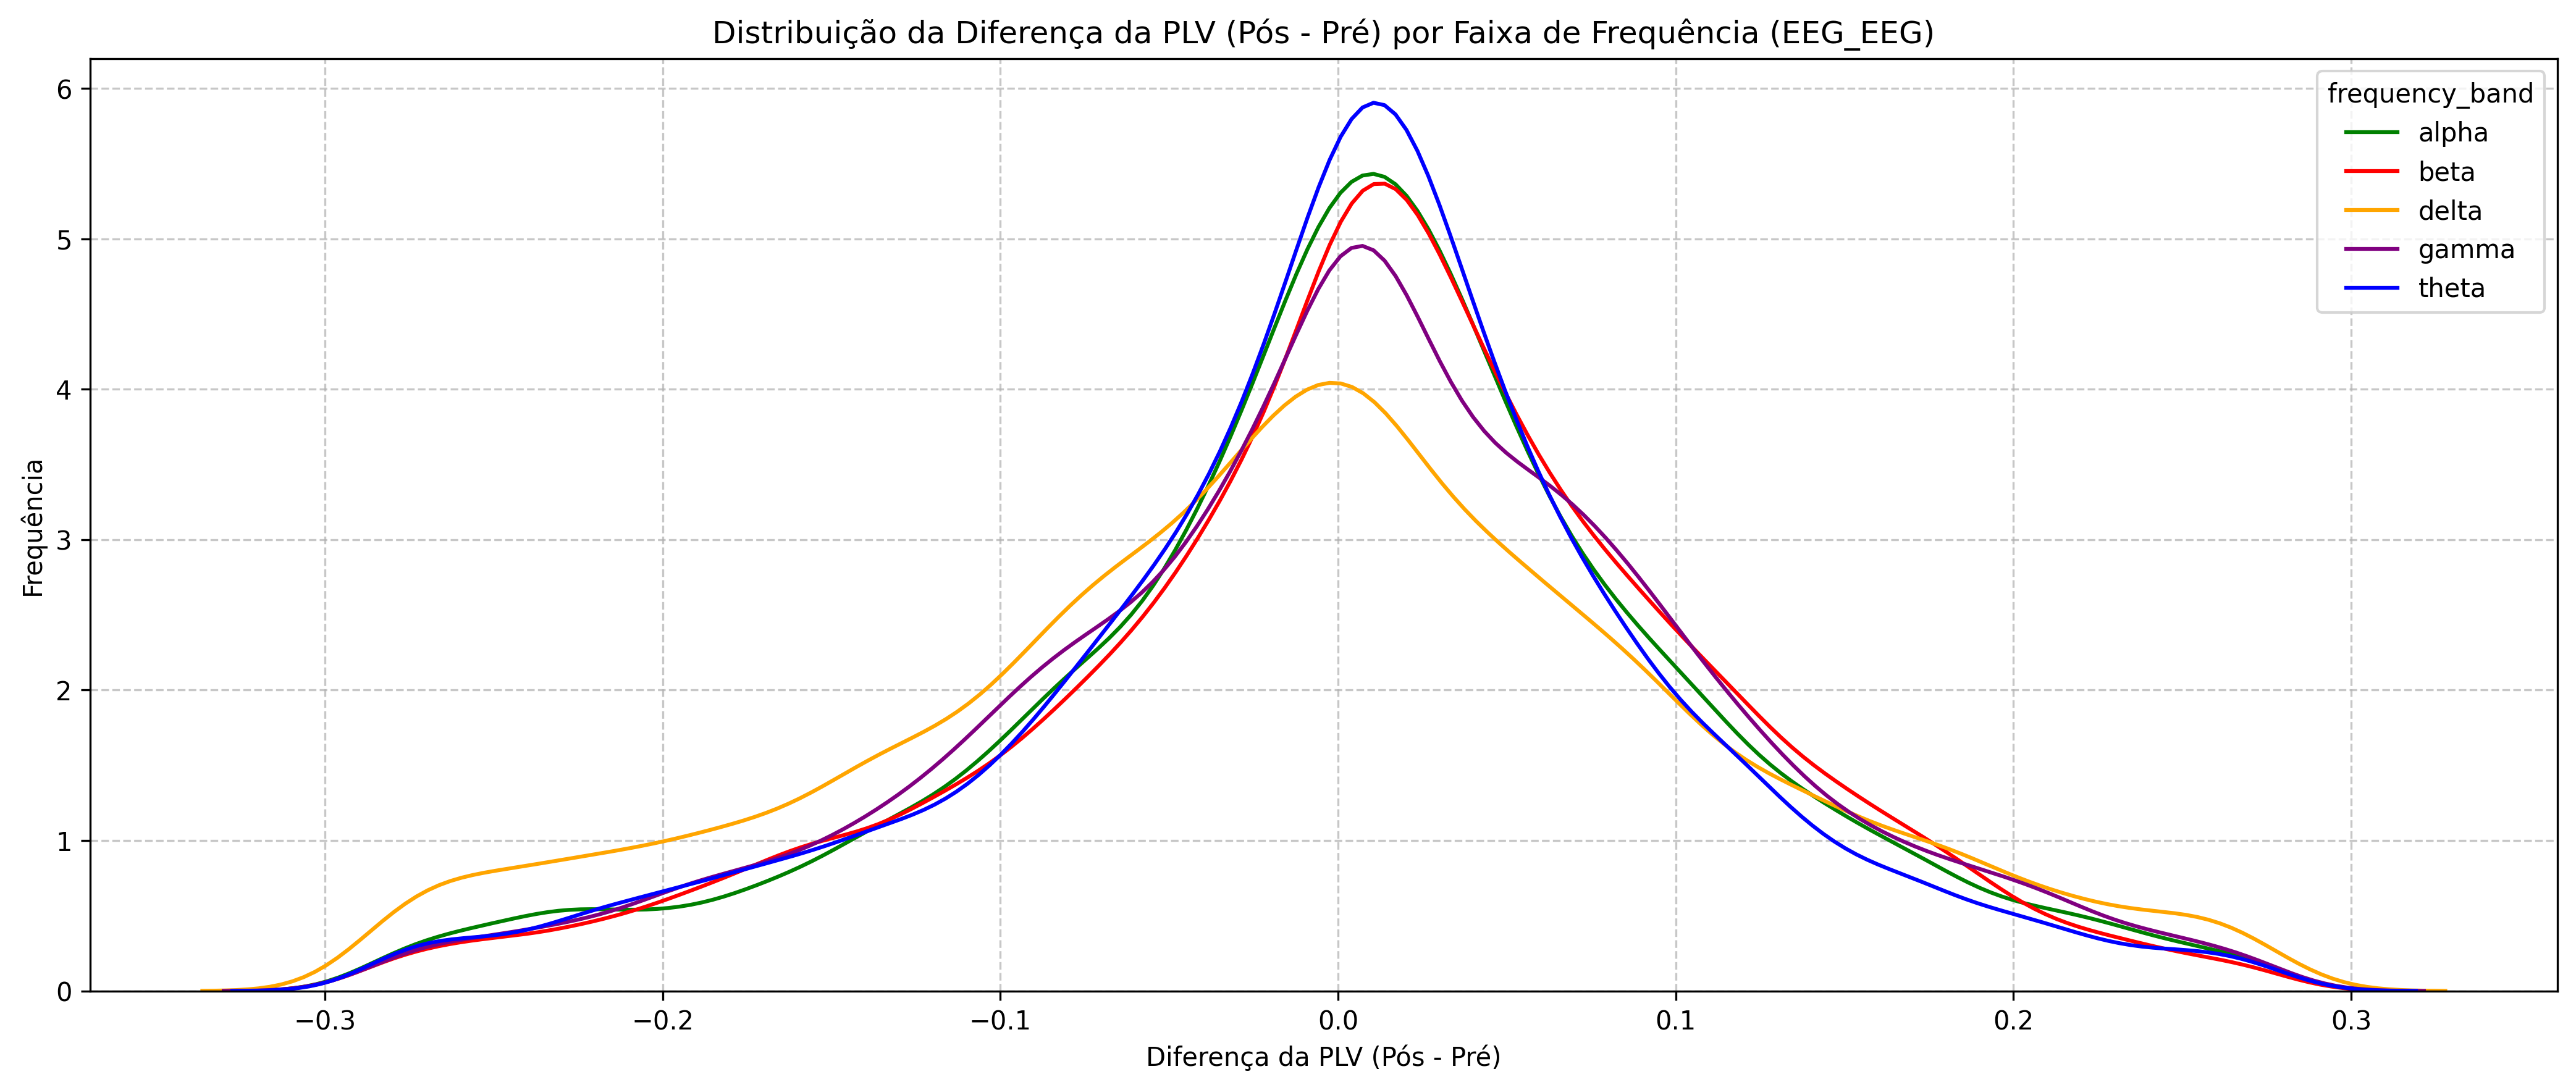 Distribuição da Diferença da PLV (Pós - Pré) por Faixa de Frequência (EEG_EEG)
frequency_band
alpha
beta
delta
gamma
theta
Frequência
6
5
4
3
2
1
0
−0.3
−0.2
−0.1
0.0
0.1
0.2
0.3
Diferença da PLV (Pós - Pré)